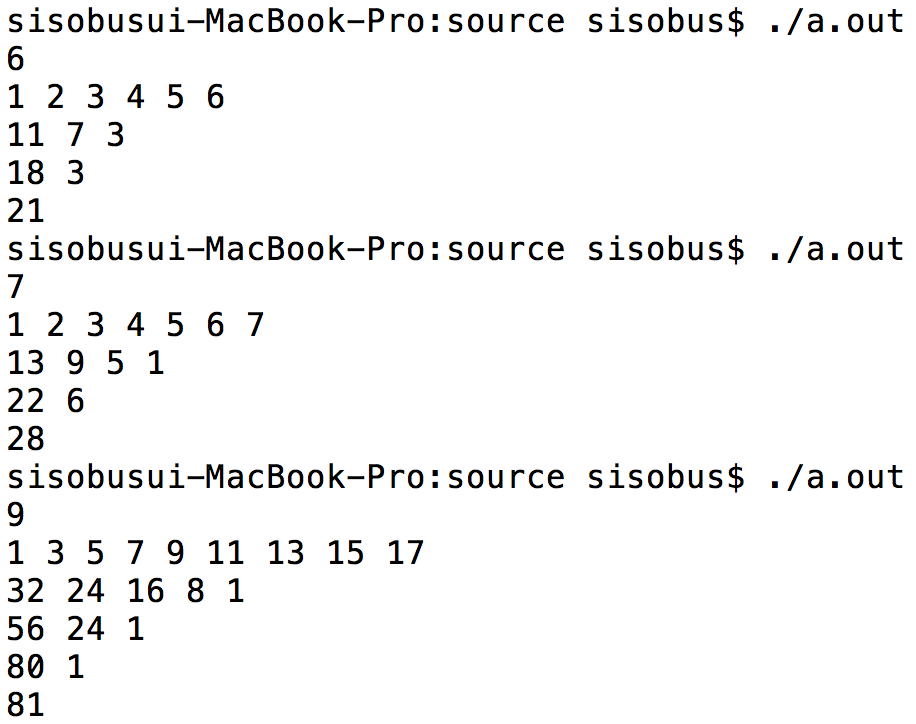 sisobusui-MacBook-Pro:source sisobus$ ./a.out
6
1 2 3 4 5 6
11 7 3
18 3
21
sisobusui-MacBook-Pro:source sisobus$ ./a.out
7
1 2 3 4 5 6 7
13 9 5 1
22 6
28
sisobusui-MacBook-Pro:source sisobus$ ./a.out
9
1 3 5 7 9 11 13 15 17
32 24 16 8 1
56 24 1
80 1
81